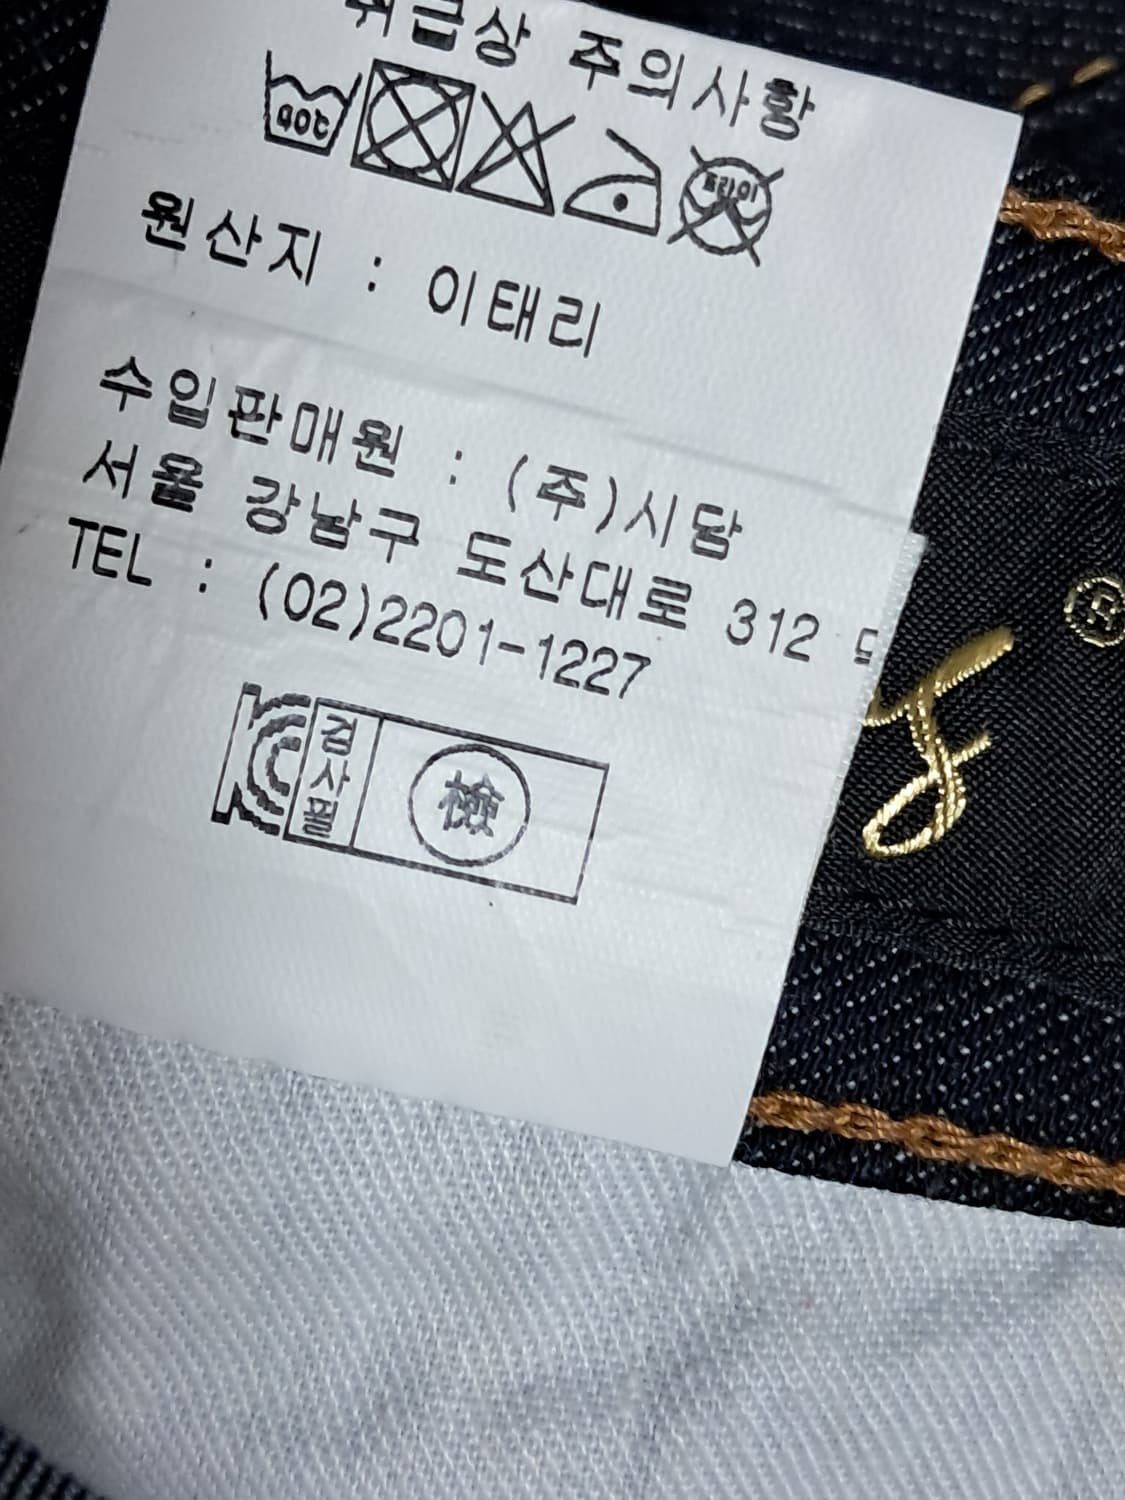 취급상 주의사항
40℃
드라이
원산지 : 이태리
수입판매원 : (주)시담
서울 강남구 도산대로 312
TEL : (02)2201-1227
검사필
檢
®